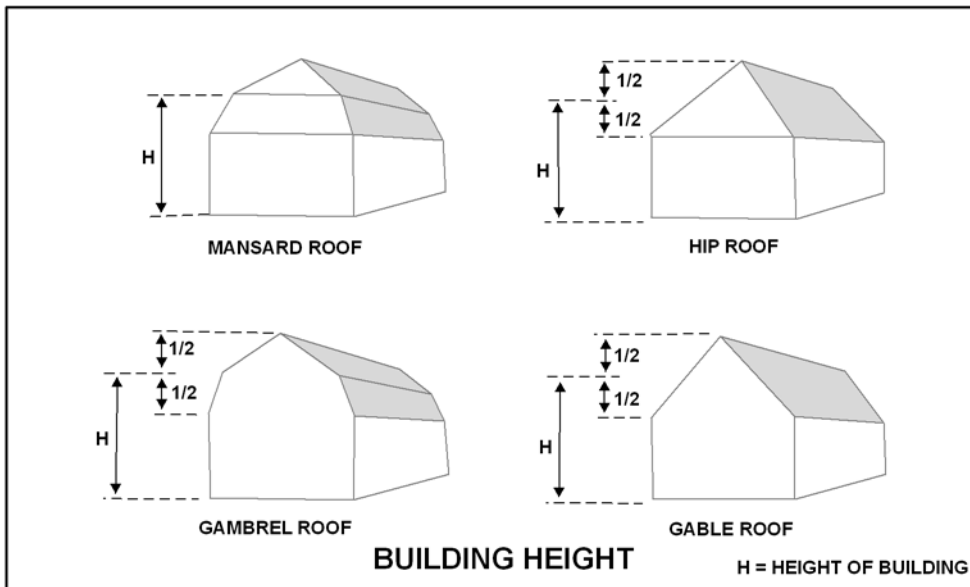 1/2
1/2
H
H
MANSARD ROOF
HIP ROOF
1/2
1/2
1/2
1/2
H
H
GAMBREL ROOF
GABLE ROOF
BUILDING HEIGHT
H = HEIGHT OF BUILDING